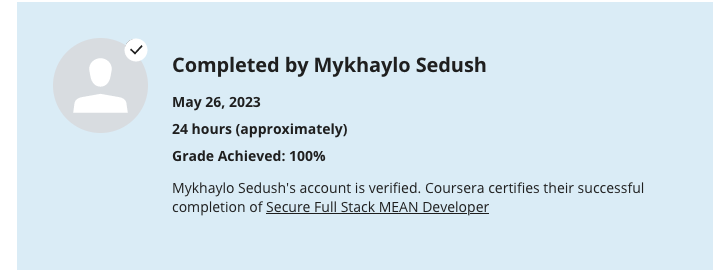 Completed by Mykhaylo Sedush
May 26, 2023
24 hours (approximately)
Grade Achieved: 100%
Mykhaylo Sedush's account is verified. Coursera certifies their successful
completion of Secure Full Stack MEAN Developer